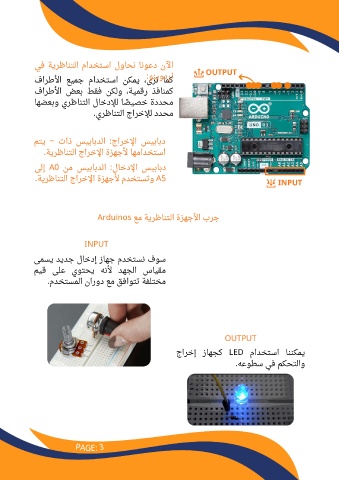 الآن دعونا نحاول استخدام التناظرية في
كما ترى، يمكن استخدام جميع الأطراف
كمنافذ رقمية، ولكن فقط بعض الأطراف
محددة خصيصًا للإدخال التناظري وبعضها
محدد للإخراج التناظري.
OUTPUT
ARDUINO
UNO
دبابيس الإخراج: الدبابيس ذات ~ يتم
استخدامها لأجهزة الإخراج التناظرية.
دبابيس الإدخال: الدبابيس من A0 إلى
A5 وتستخدم لأجهزة الإخراج التناظرية.
INPUT
جرب الأجهزة التناظرية مع Arduinos
INPUT
سوف نستخدم جهاز إدخال جديد يسمى
مقياس الجهد لأنه يحتوي على قيم
مختلفة تتوافق مع دوران المستخدم.
OUTPUT
يمكننا استخدام LED كجهاز إخراج
والتحكم في سطوعه.
PAGE: 3